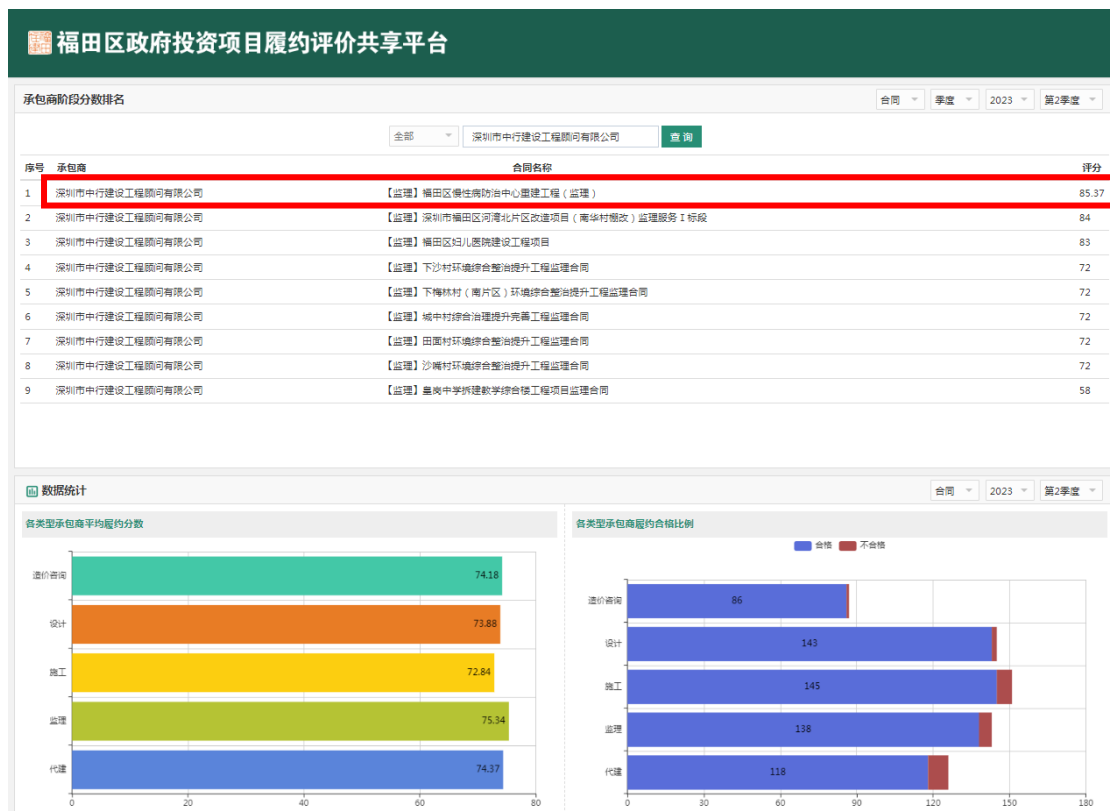 福田区政府投资项目履约评价共享平台
承包商阶段分数排名 合同 季度 2023 第2季度
全部 深圳市中行建设工程顾问有限公司 查询
序号 承包商 合同名称 评分
1 深圳市中行建设工程顾问有限公司 【监理】福田区慢性病防治中心重建工程（监理） 85.37
2 深圳市中行建设工程顾问有限公司 【监理】深圳市福田区河湾北片区改造项目（南华村棚改）监理服务Ⅰ标段 84
3 深圳市中行建设工程顾问有限公司 【监理】福田区妇儿医院建设工程项目 83
4 深圳市中行建设工程顾问有限公司 【监理】下沙村环境综合整治提升工程监理合同 72
5 深圳市中行建设工程顾问有限公司 【监理】下梅林村（南片区）环境综合整治提升工程监理合同 72
6 深圳市中行建设工程顾问有限公司 【监理】城中村综合治理提升完善工程监理合同 72
7 深圳市中行建设工程顾问有限公司 【监理】田面村环境综合整治提升工程监理合同 72
8 深圳市中行建设工程顾问有限公司 【监理】沙嘴村环境综合整治提升工程监理合同 72
9 深圳市中行建设工程顾问有限公司 【监理】皇岗中学拆建教学综合楼工程项目监理合同 58
数据统计 合同 2023 第2季度
各类型承包商平均履约分数
造价咨询 74.18
设计 73.88
施工 72.84
监理 75.34
代建 74.37
0 20 40 60 80
各类型承包商履约合格比例
合格 不合格
造价咨询 86
设计 143
施工 145
监理 138
代建 118
0 30 60 90 120 150 180